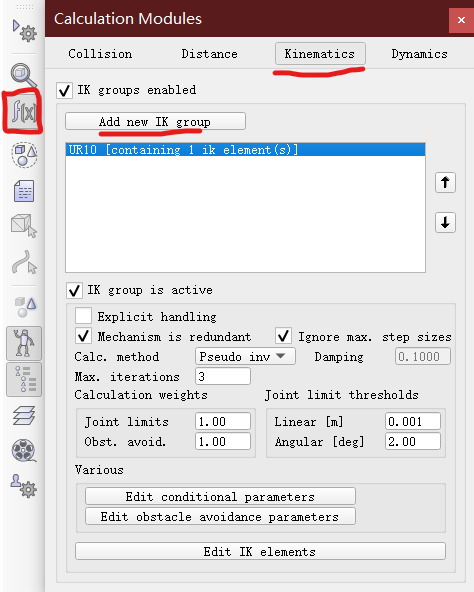 Calculation Modules
Collision Distance Kinematics Dynamics
IK groups enabled
Add new IK group
UR10 [containing 1 ik element(s)]
IK group is active
Explicit handling
Mechanism is redundant Ignore max. step sizes
Calc. method Pseudo inv Damping 0.1000
Max. iterations 3
Calculation weights Joint limit thresholds
Joint limits 1.00 Linear [m] 0.001
Obst. avoid. 1.00 Angular [deg] 2.00
Various
Edit conditional parameters
Edit obstacle avoidance parameters
Edit IK elements
f(x)